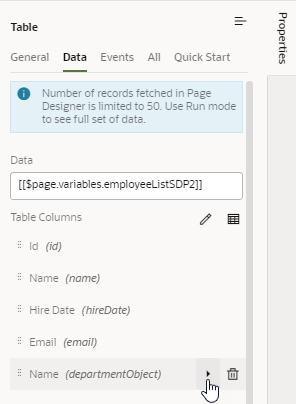 Table
Properties
General Data Events All Quick Start
Number of records fetched in Page
Designer is limited to 50. Use Run mode
to see full set of data.
Data
[[$page.variables.employeeListSDP2]]
Table Columns
Id (id)
Name (name)
Hire Date (hireDate)
Email (email)
Name (departmentObject)